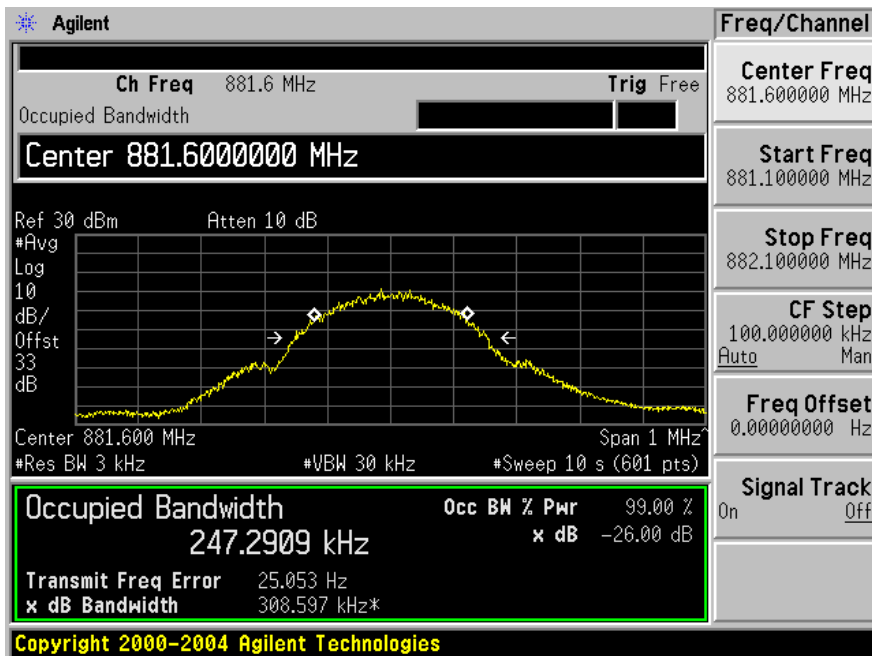 Agilent
Freq/Channel
Ch Freq 881.6 MHz Trig Free
Occupied Bandwidth
Center 881.6000000 MHz
Center Freq
881.600000 MHz
Start Freq
881.100000 MHz
Stop Freq
882.100000 MHz
CF Step
100.000000 kHz
Auto Man
Freq Offset
0.00000000 Hz
Signal Track
On Off
Ref 30 dBm Atten 10 dB
#Avg
Log
10
dB/
Offst
33
dB
Center 881.600 MHz Span 1 MHz^
#Res BW 3 kHz #VBW 30 kHz #Sweep 10 s (601 pts)
Occupied Bandwidth Occ BW % Pwr 99.00 %
247.2909 kHz x dB -26.00 dB
Transmit Freq Error 25.053 Hz
x dB Bandwidth 308.597 kHz*
Copyright 2000-2004 Agilent Technologies